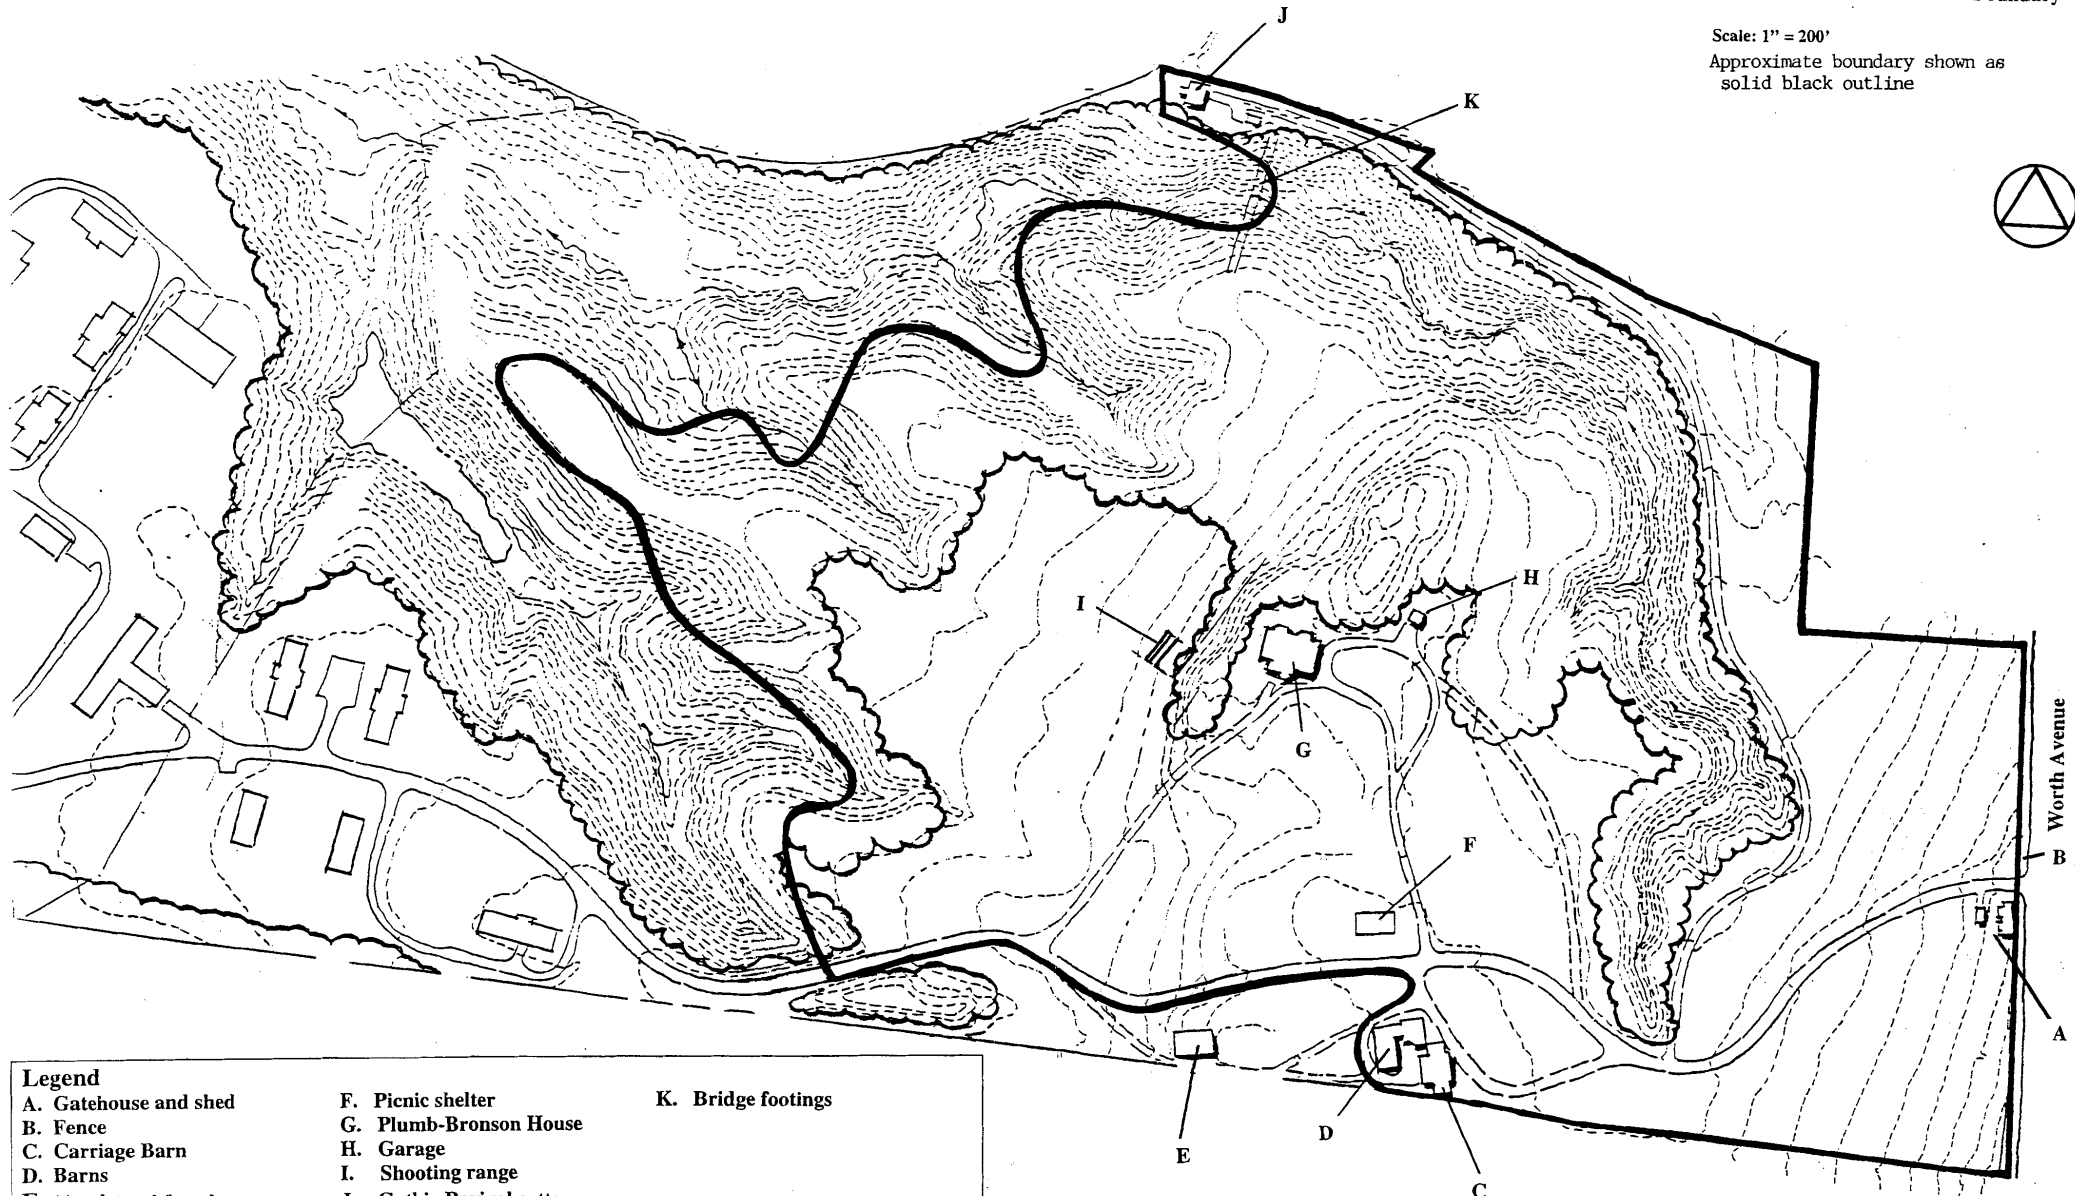 Scale: 1” = 200’
Approximate boundary shown as
solid black outline
J
K
H
I
G
F
Worth Avenue
B
A
D
E
C
Legend
A. Gatehouse and shed
B. Fence
C. Carriage Barn
D. Barns
F. Picnic shelter
G. Plumb-Bronson House
H. Garage
I. Shooting range
K. Bridge footings